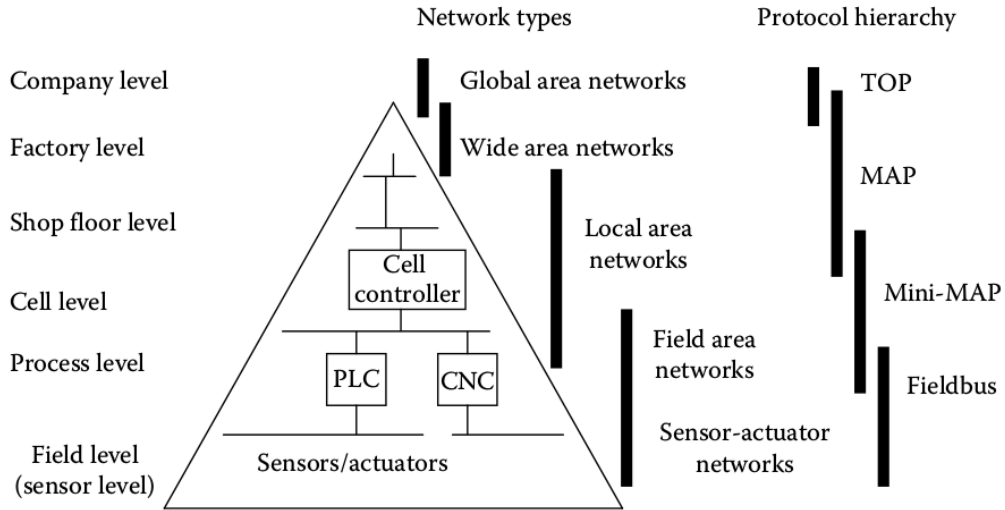 Network types
Protocol hierarchy
Company level
Global area networks
TOP
Factory level
Wide area networks
MAP
Shop floor level
Local area
networks
Cell
controller
Cell level
Mini-MAP
Process level
PLC
CNC
Field area
networks
Fieldbus
Field level
(sensor level)
Sensors/actuators
Sensor-actuator
networks